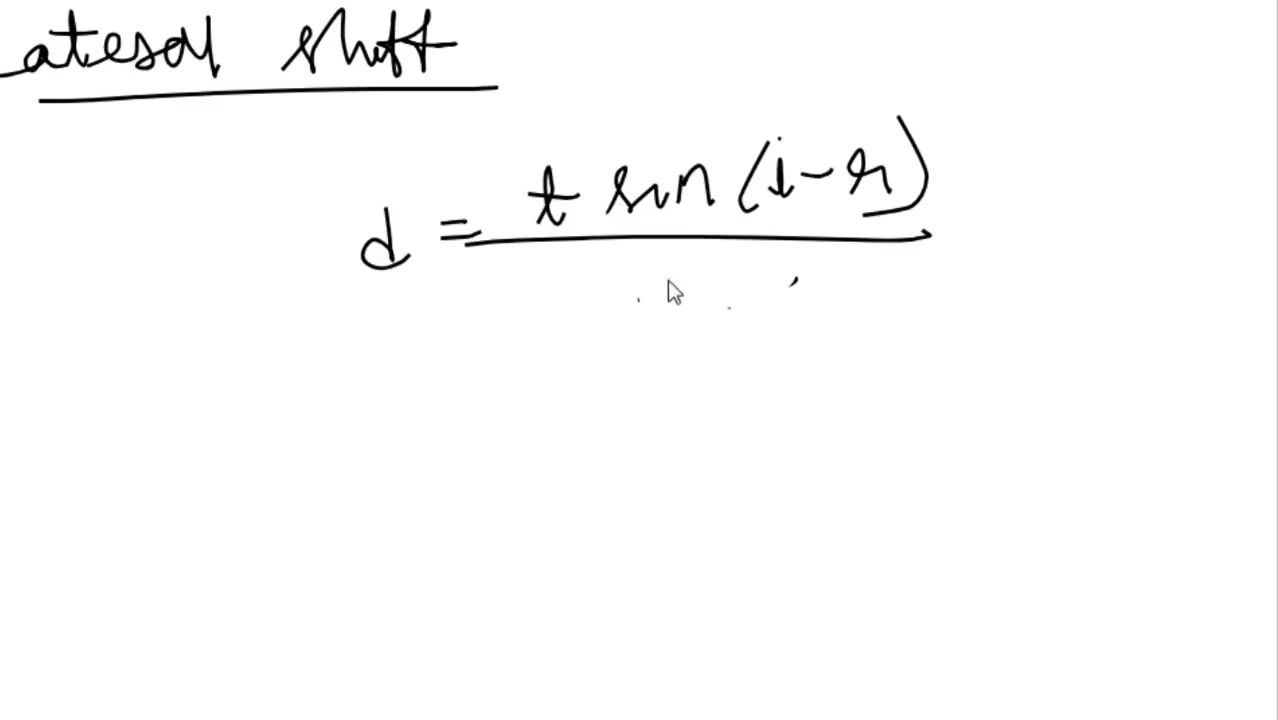 ateral shift
d = t sin (i - r)